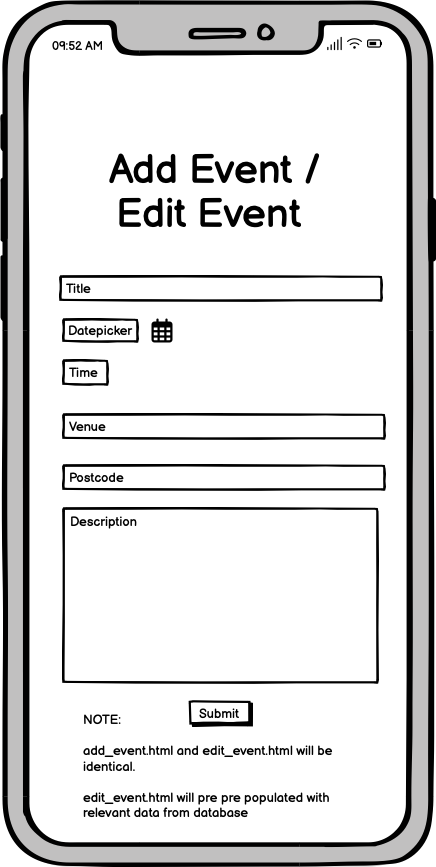 09:52 AM
Add Event /
Edit Event
Title
Datepicker
Time
Venue
Postcode
Description
Submit
NOTE:
add_event.html and edit_event.html will be
identical.
edit_event.html will pre pre populated with
relevant data from database